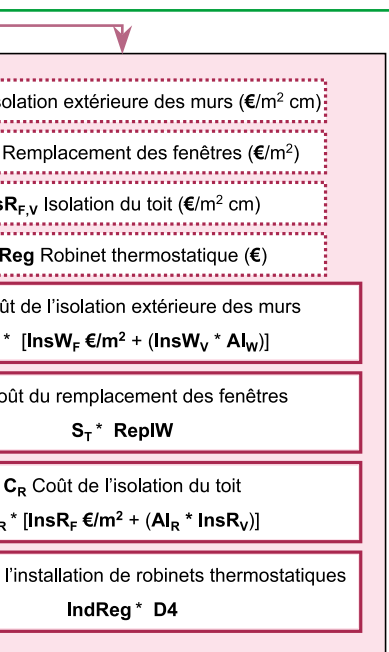 solation extérieure des murs (€/m² cm)
Remplacement des fenêtres (€/m²)
sR_F,V Isolation du toit (€/m² cm)
Reg Robinet thermostatique (€)
ût de l'isolation extérieure des murs
* [InsW_F €/m² + (InsW_V * AI_W)]
oût du remplacement des fenêtres
S_T * ReplW
C_R Coût de l'isolation du toit
R * [InsR_F €/m² + (AI_R * InsR_V)]
l'installation de robinets thermostatiques
IndReg * D4